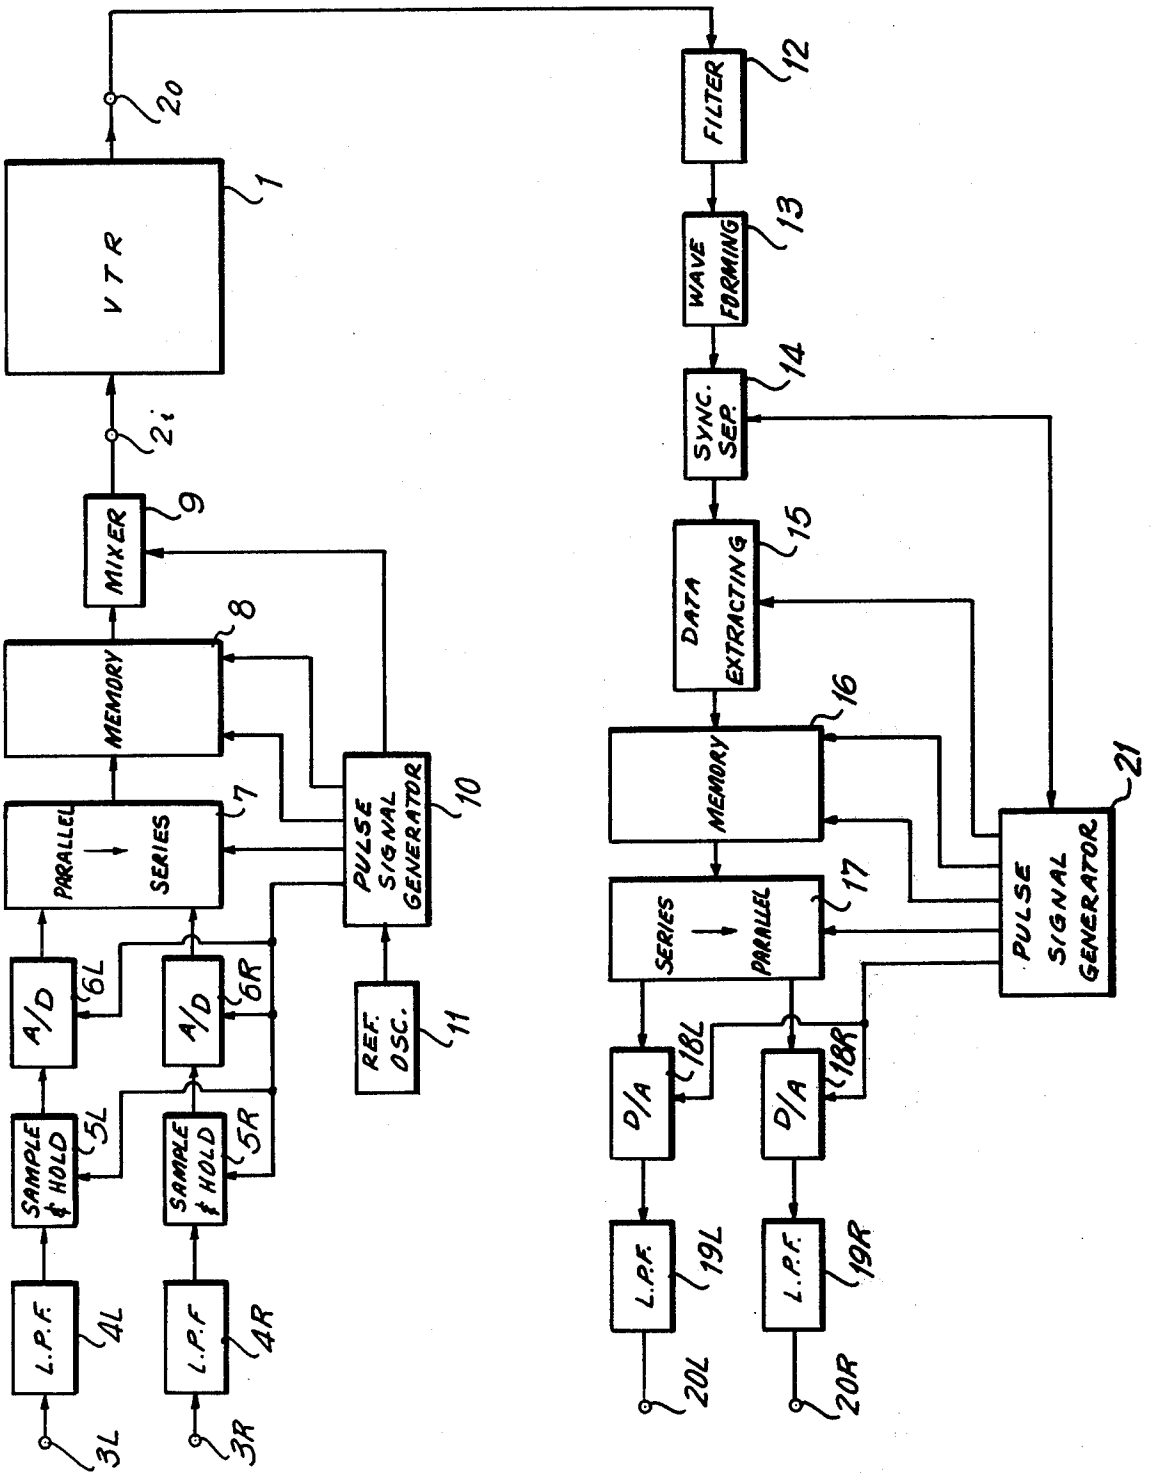 3L
L.P.F.
4L
SAMPLE
& HOLD
5L
A/D
6L
3R
L.P.F
4R
SAMPLE
& HOLD
5R
A/D
6R
PARALLEL
→
SERIES
7
MEMORY
8
MIXER
9
2i
VTR
1
20
REF.
OSC.
11
PULSE
SIGNAL
GENERATOR
10
FILTER
12
WAVE
FORMING
13
SYNC.
SEP.
14
DATA
EXTRACTING
15
MEMORY
16
SERIES
→
PARALLEL
17
D/A
18L
D/A
18R
L.P.F.
19L
L.P.F.
19R
20L
20R
PULSE
SIGNAL
GENERATOR
21